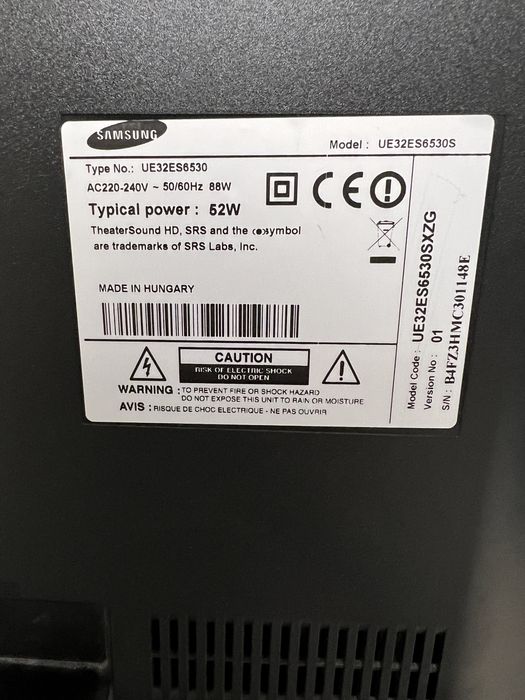 SAMSUNG
Model : UE32ES6530S
Type No.: UE32ES6530
AC220-240V ~ 50/60Hz 88W
Typical power : 52W
TheaterSound HD, SRS and the (●) symbol
are trademarks of SRS Labs, Inc.
MADE IN HUNGARY
CAUTION
RISK OF ELECTRIC SHOCK
DO NOT OPEN
WARNING : TO PREVENT FIRE OR SHOCK HAZARD
DO NOT EXPOSE THIS UNIT TO RAIN OR MOISTURE
AVIS : RISQUE DE CHOC ELECTRIQUE - NE PAS OUVRIR
Model Code : UE32ES6530SXZG
Version No : 01
S/N : B4FZ3HMC301148E